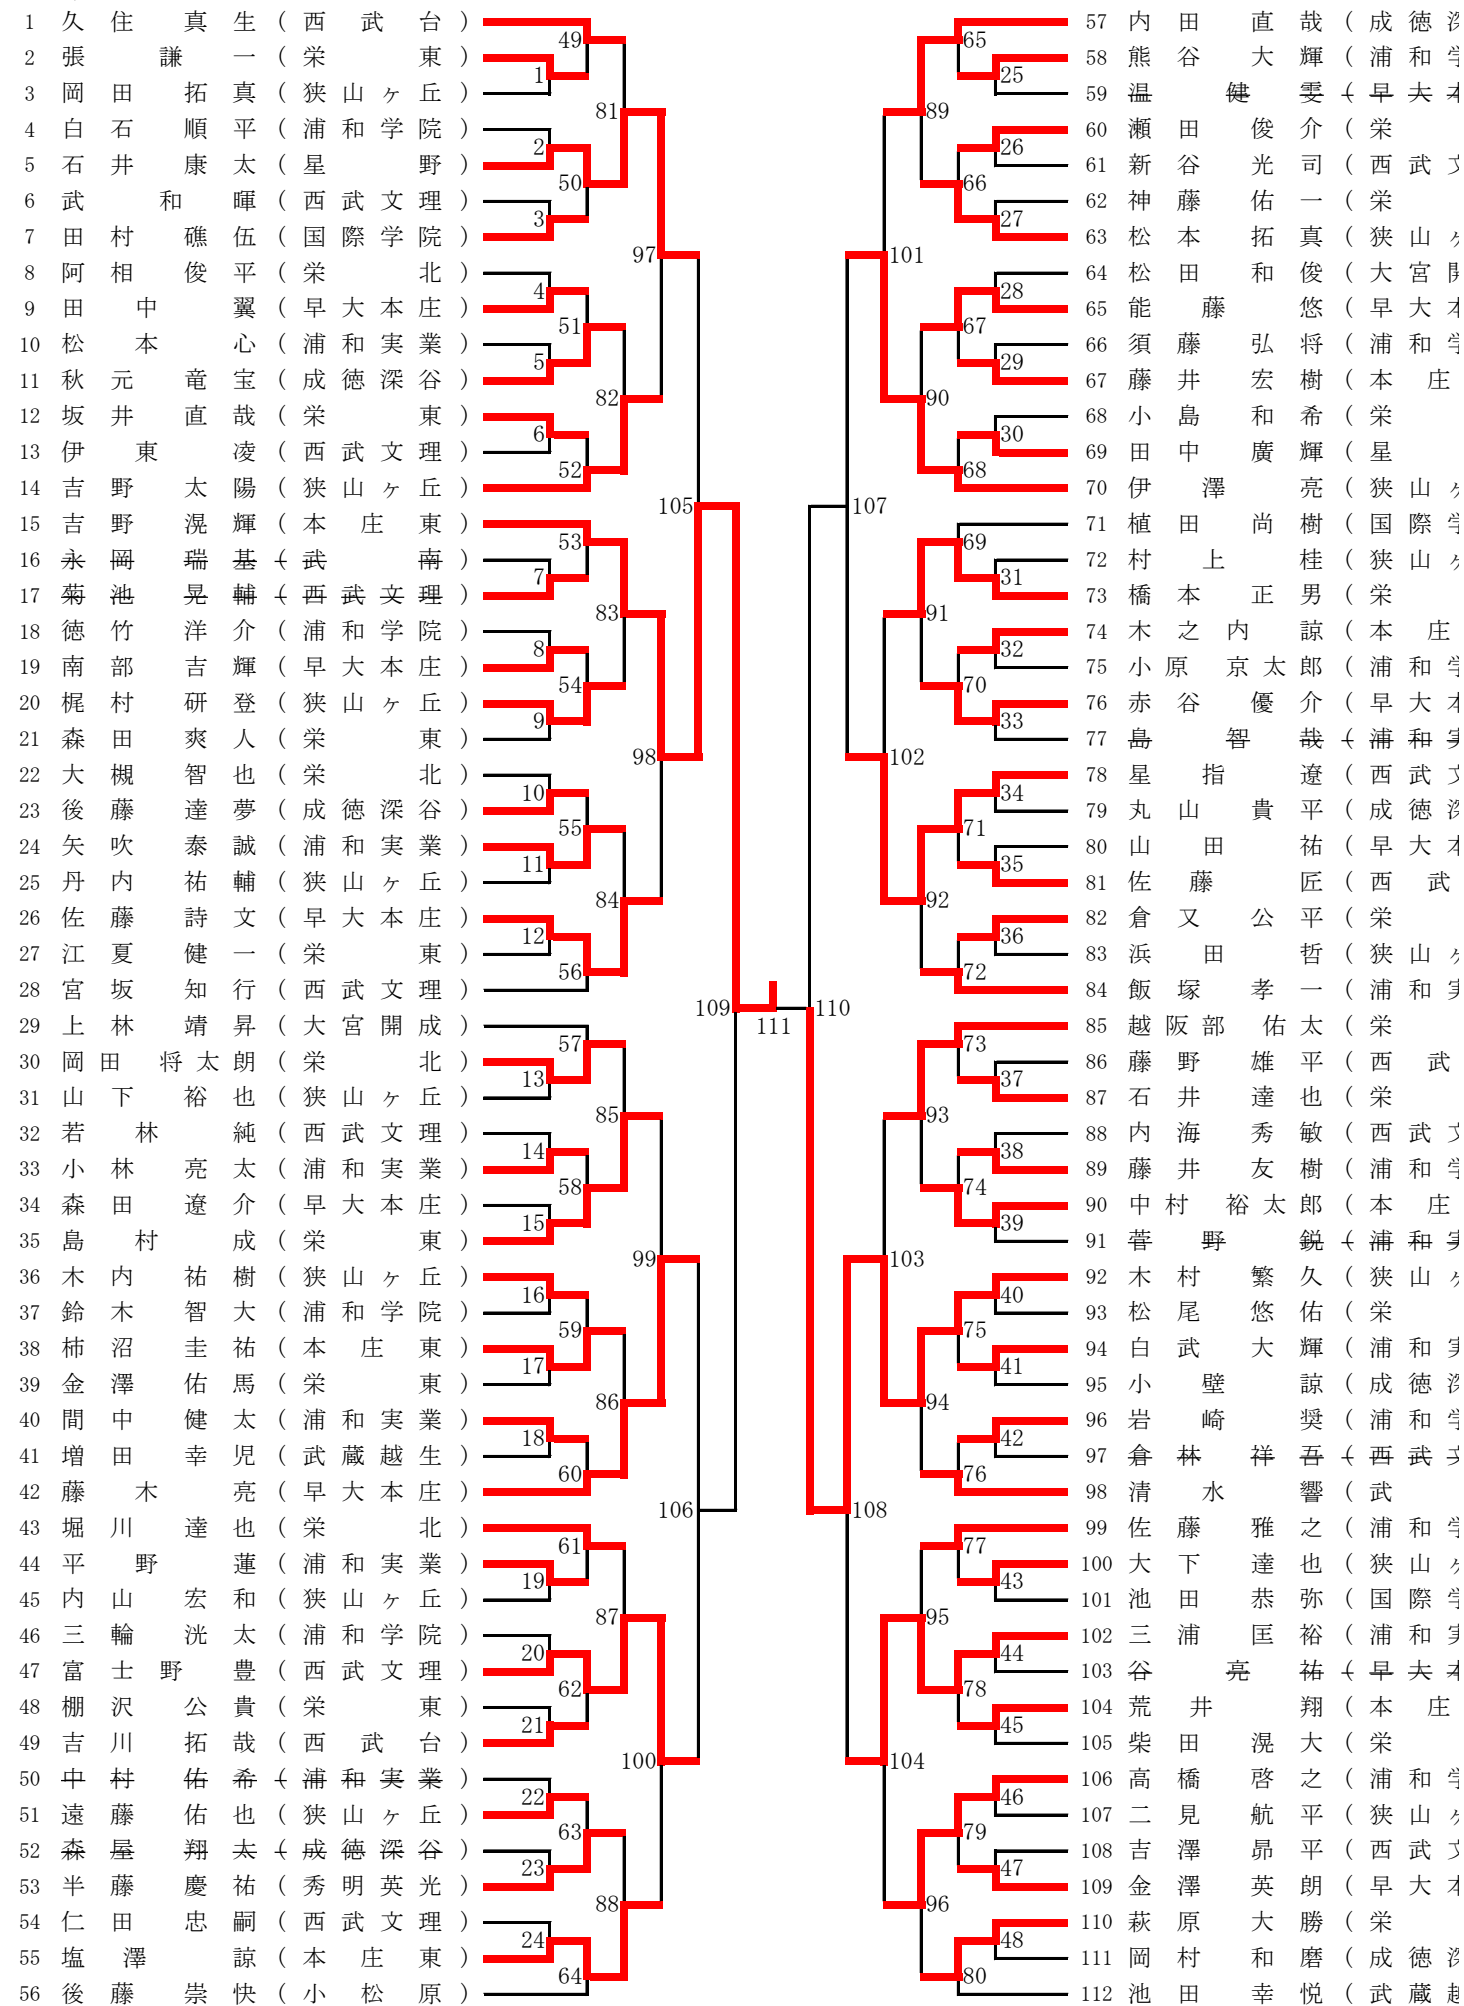 1 久住 真生 (西武台)
2 張 謙一 (栄東)
3 岡田 拓真 (狭山ヶ丘)
4 白石 順平 (浦和学院)
5 石井 康太 (星野)
6 武 和暉 (西武文理)
7 田村 礁伍 (国際学院)
8 阿相 俊平 (栄北)
9 田中 翼 (早大本庄)
10 松本 心 (浦和実業)
11 秋元 竜宝 (成徳深谷)
12 坂井 直哉 (栄東)
13 伊東 凌 (西武文理)
14 吉野 太陽 (狭山ヶ丘)
15 吉野 滉輝 (本庄東)
16 永岡 瑞基 (武南)
17 菊池 晃輔 (西武文理)
18 徳竹 洋介 (浦和学院)
19 南部 吉輝 (早大本庄)
20 梶村 研登 (狭山ヶ丘)
21 森田 爽人 (栄東)
22 大槻 智也 (栄北)
23 後藤 達夢 (成徳深谷)
24 矢吹 泰誠 (浦和実業)
25 丹内 祐輔 (狭山ヶ丘)
26 佐藤 詩文 (早大本庄)
27 江夏 健一 (栄東)
28 宮坂 知行 (西武文理)
29 上林 靖昇 (大宮開成)
30 岡田 将太朗 (栄北)
31 山下 裕也 (狭山ヶ丘)
32 若林 純 (西武文理)
33 小林 亮太 (浦和実業)
34 森田 遼介 (早大本庄)
35 島村 成 (栄東)
36 木内 祐樹 (狭山ヶ丘)
37 鈴木 智大 (浦和学院)
38 柿沼 圭祐 (本庄東)
39 金澤 佑馬 (栄東)
40 間中 健太 (浦和実業)
41 増田 幸児 (武蔵越生)
42 藤木 亮 (早大本庄)
43 堀川 達也 (栄北)
44 平野 蓮 (浦和実業)
45 内山 宏和 (狭山ヶ丘)
46 三輪 洸太 (浦和学院)
47 富士野 豊 (西武文理)
48 棚沢 公貴 (栄東)
49 吉川 拓哉 (西武台)
50 中村 佑希 (浦和実業)
51 遠藤 佑也 (狭山ヶ丘)
52 森屋 翔太 (成徳深谷)
53 半藤 慶祐 (秀明英光)
54 仁田 忠嗣 (西武文理)
55 塩澤 諒 (本庄東)
56 後藤 崇快 (小松原)
49
1
81
2
50
3
97
4
51
5
82
6
52
105
53
7
83
8
54
9
98
10
55
11
84
12
56
109
57
13
85
14
58
15
99
16
59
17
86
18
60
106
61
19
87
20
62
21
100
22
63
23
88
24
64
111
65
25
89
26
66
27
101
28
67
29
90
30
68
107
69
31
91
32
70
33
102
34
71
35
92
36
72
110
73
37
93
38
74
39
103
40
75
41
94
42
76
108
77
43
95
44
78
45
104
46
79
47
96
48
80
57 内田 直哉 (成徳深
58 熊谷 大輝 (浦和学
59 温 健雯 (早大本
60 瀬田 俊介 (栄
61 新谷 光司 (西武文
62 神藤 佑一 (栄
63 松本 拓真 (狭山ヶ
64 松田 和俊 (大宮開
65 能藤 悠 (早大本
66 須藤 弘将 (浦和学
67 藤井 宏樹 (本庄
68 小島 和希 (栄
69 田中 廣輝 (星
70 伊澤 亮 (狭山ヶ
71 植田 尚樹 (国際学
72 村上 桂 (狭山ヶ
73 橋本 正男 (栄
74 木之内 諒 (本庄
75 小原 京太郎 (浦和学
76 赤谷 優介 (早大本
77 島 智哉 (浦和実
78 星 指遼 (西武文
79 丸山 貴平 (成徳深
80 山田 祐 (早大本
81 佐藤 匠 (西武
82 倉又 公平 (栄
83 浜田 哲 (狭山ヶ
84 飯塚 孝一 (浦和実
85 越阪部 佑太 (栄
86 藤野 雄平 (西武
87 石井 達也 (栄
88 内海 秀敏 (西武文
89 藤井 友樹 (浦和学
90 中村 裕太郎 (本庄
91 菅野 鋭 (浦和実
92 木村 繁久 (狭山ヶ
93 松尾 悠佑 (栄
94 白武 大輝 (浦和実
95 小壁 諒 (成徳深
96 岩崎 奨 (浦和学
97 倉林 祥吾 (西武文
98 清水 響 (武
99 佐藤 雅之 (浦和学
100 大下 達也 (狭山ヶ
101 池田 恭弥 (国際学
102 三浦 匡裕 (浦和実
103 谷 亮祐 (早大本
104 荒井 翔 (本庄
105 柴田 滉大 (栄
106 高橋 啓之 (浦和学
107 二見 航平 (狭山ヶ
108 吉澤 昴平 (西武文
109 金澤 英朗 (早大本
110 萩原 大勝 (栄
111 岡村 和磨 (成徳深
112 池田 幸悦 (武蔵越